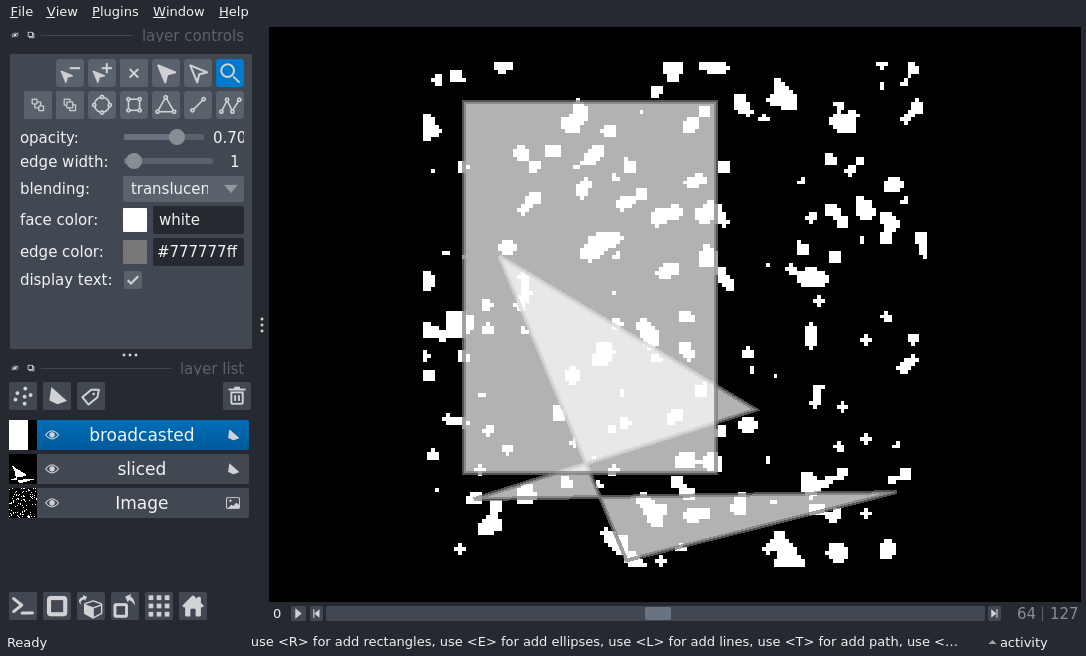 File View Plugins Window Help
layer controls
opacity: 0.70
edge width: 1
blending: translucen
face color: white
edge color: #777777ff
display text:
layer list
broadcasted
sliced
Image
0 64 127
Ready use <R> for add rectangles, use <E> for add ellipses, use <L> for add lines, use <T> for add path, use <... activity